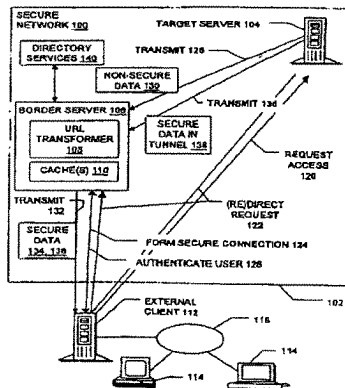 SECURE
NETWORK 100
TARGET SERVER 104
DIRECTORY
SERVICES 140
TRANSMIT 126
NON-SECURE
DATA 130
TRANSMIT 136
BORDER SERVER 106
URL
TRANSFORMER
108
CACHE(S) 110
SECURE
DATA IN
TUNNEL 138
REQUEST
ACCESS
120
TRANSMIT
132
(RE)DIRECT
REQUEST
122
SECURE
DATA
134, 138
FORM SECURE CONNECTION 124
AUTHENTICATE USER 128
102
EXTERNAL
CLIENT 112
116
114
114